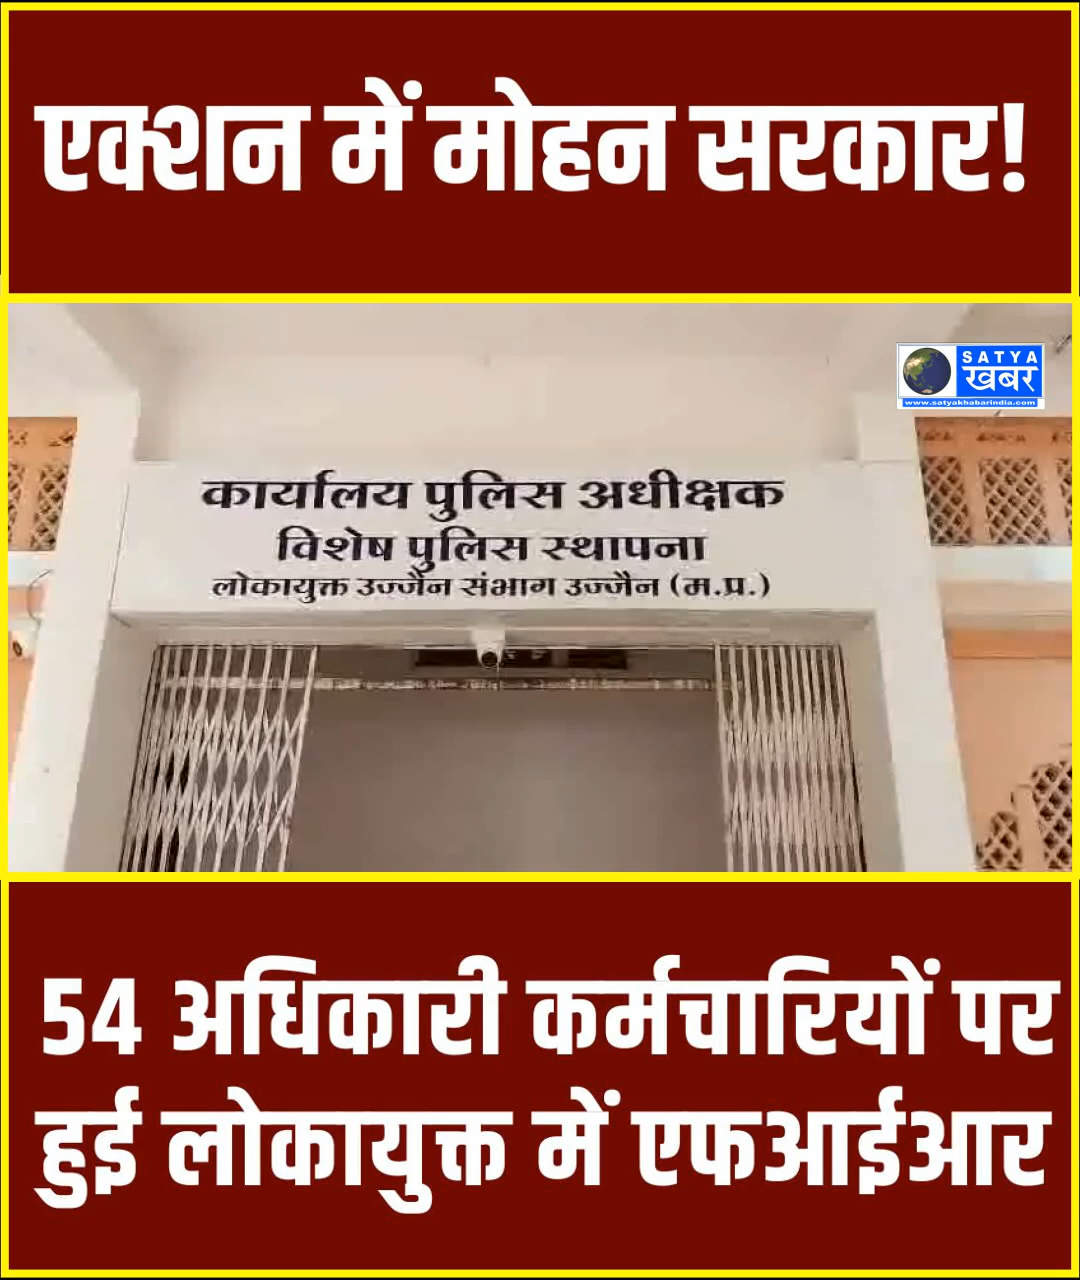 एक्शन में मोहन सरकार!
SATYA
खबर
www.satyakhabarindia.com
कार्यालय पुलिस अधीक्षक
विशेष पुलिस स्थापना
लोकायुक्त उज्जैन संभाग उज्जैन (म.प्र.)
54 अधिकारी कर्मचारियों पर
हुई लोकायुक्त में एफआईआर